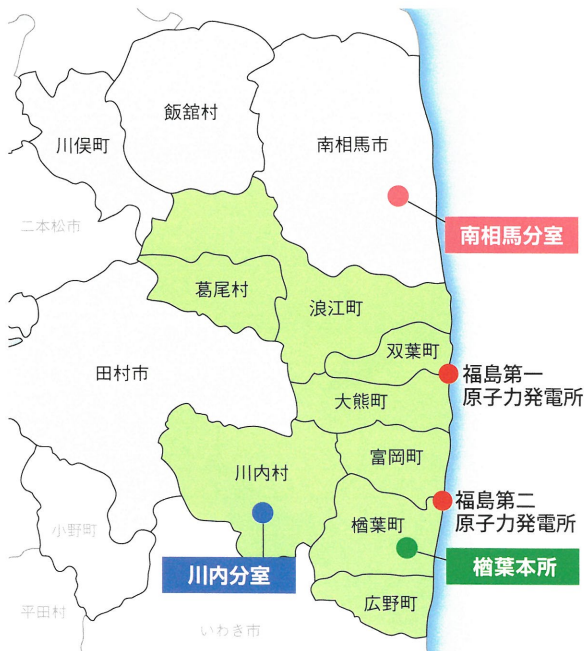 飯舘村
川俣町
南相馬市
二本松市
南相馬分室
葛尾村
浪江町
双葉町
田村市
福島第一
原子力発電所
大熊町
富岡町
川内村
福島第二
原子力発電所
楢葉町
小野町
川内分室
楢葉本所
広野町
平田村
いわき市